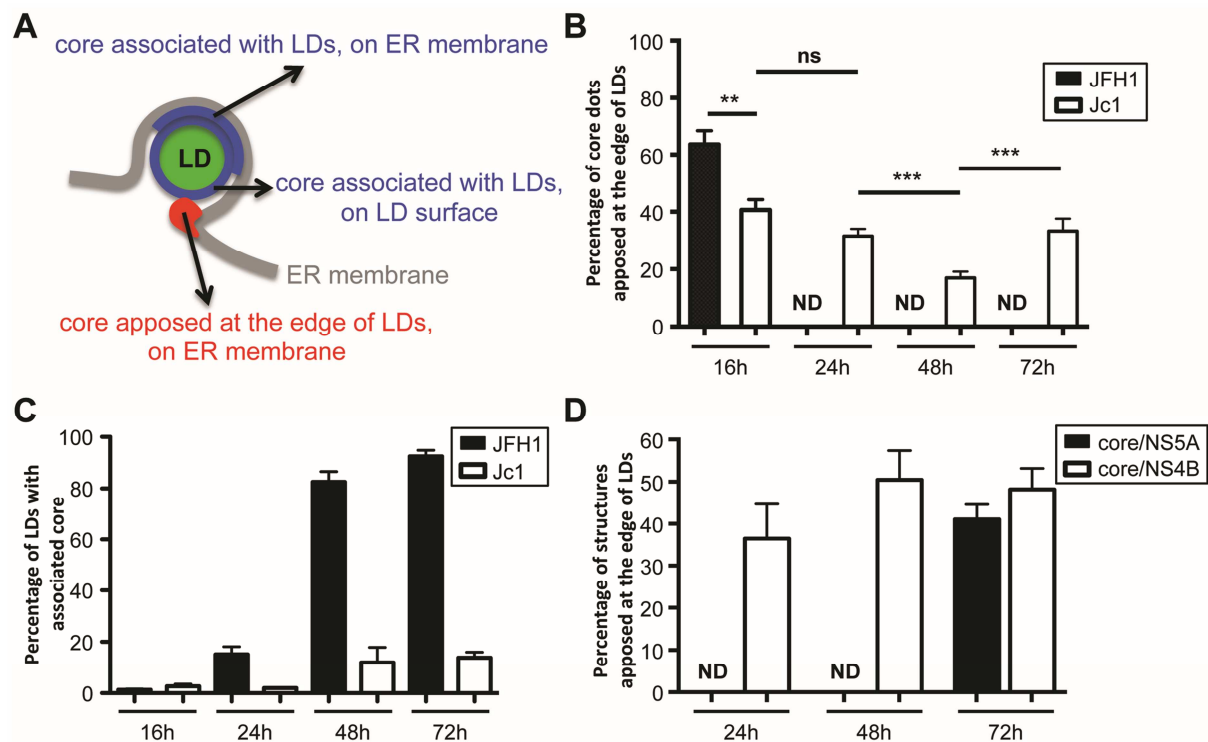 A
core associated with LDs, on ER membrane
LD
core associated with LDs,
on LD surface
ER membrane
core apposed at the edge of LDs,
on ER membrane
B
Percentage of core dots
apposed at the edge of LDs
100
80
60
40
20
0
**
ns
***
***
JFH1
Jc1
ND
ND
ND
16h
24h
48h
72h
C
Percentage of LDs with
associated core
100
80
60
40
20
0
JFH1
Jc1
16h
24h
48h
72h
D
Percentage of structures
apposed at the edge of LDs
60
50
40
30
20
10
0
core/NS5A
core/NS4B
ND
ND
24h
48h
72h